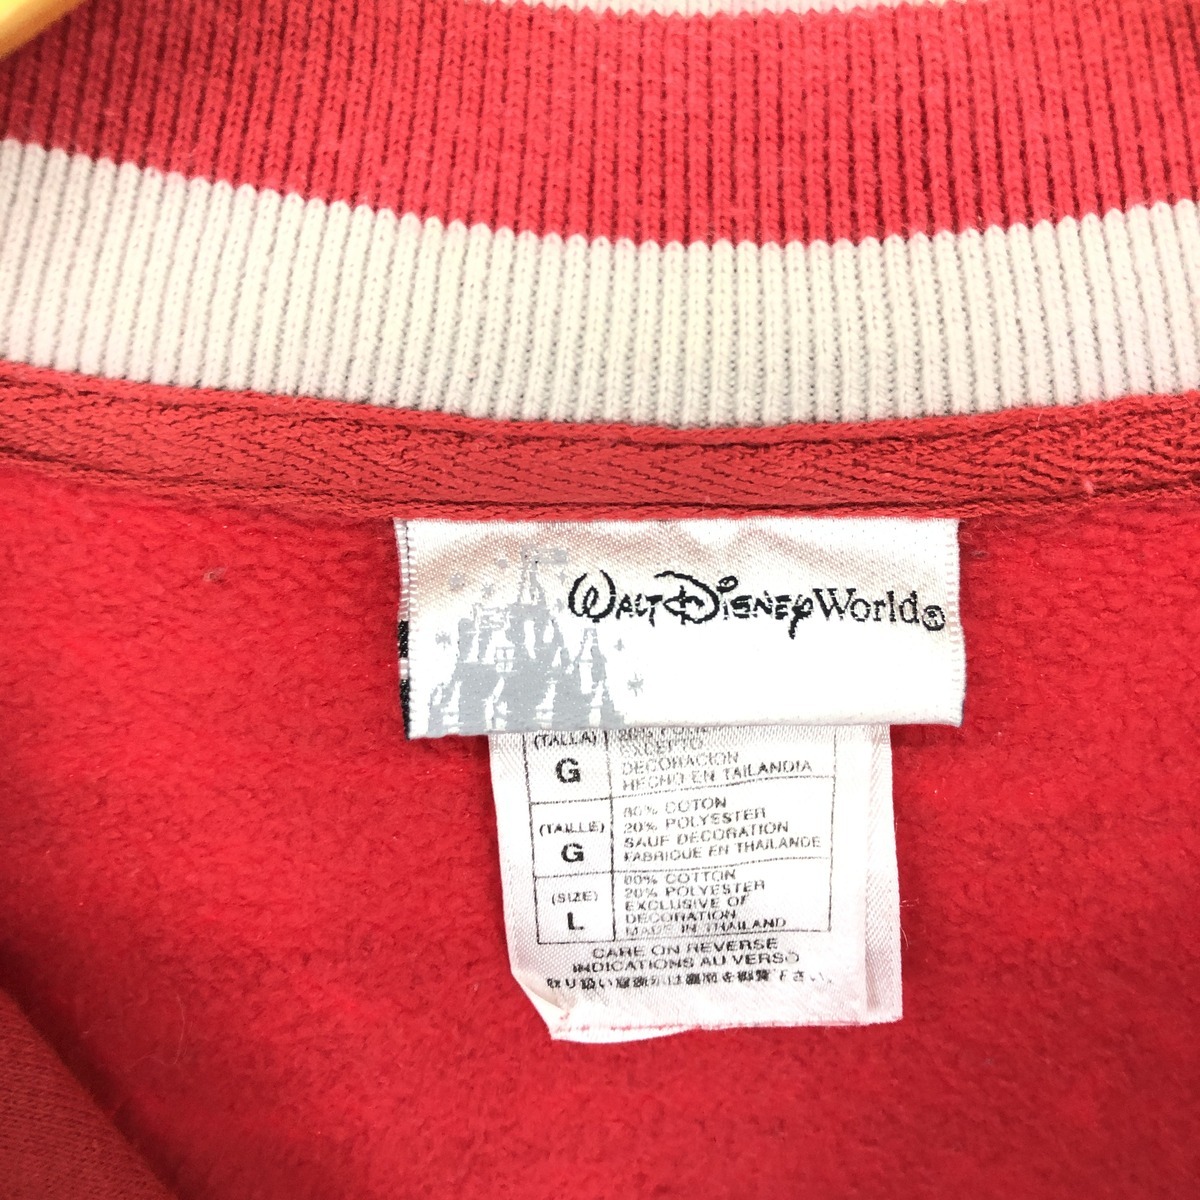 WALT DISNEY World®
(TALLA)
G
EXCEPTO
DECORACION
HECHO EN TAILANDIA
(TAILLE)
G
80% COTON
20% POLYESTER
SAUF DECORATION
FABRIQUE EN THAILANDE
(SIZE)
L
80% COTTON
20% POLYESTER
EXCLUSIVE OF
DECORATION
MADE IN THAILAND
CARE ON REVERSE
INDICATIONS AU VERSO